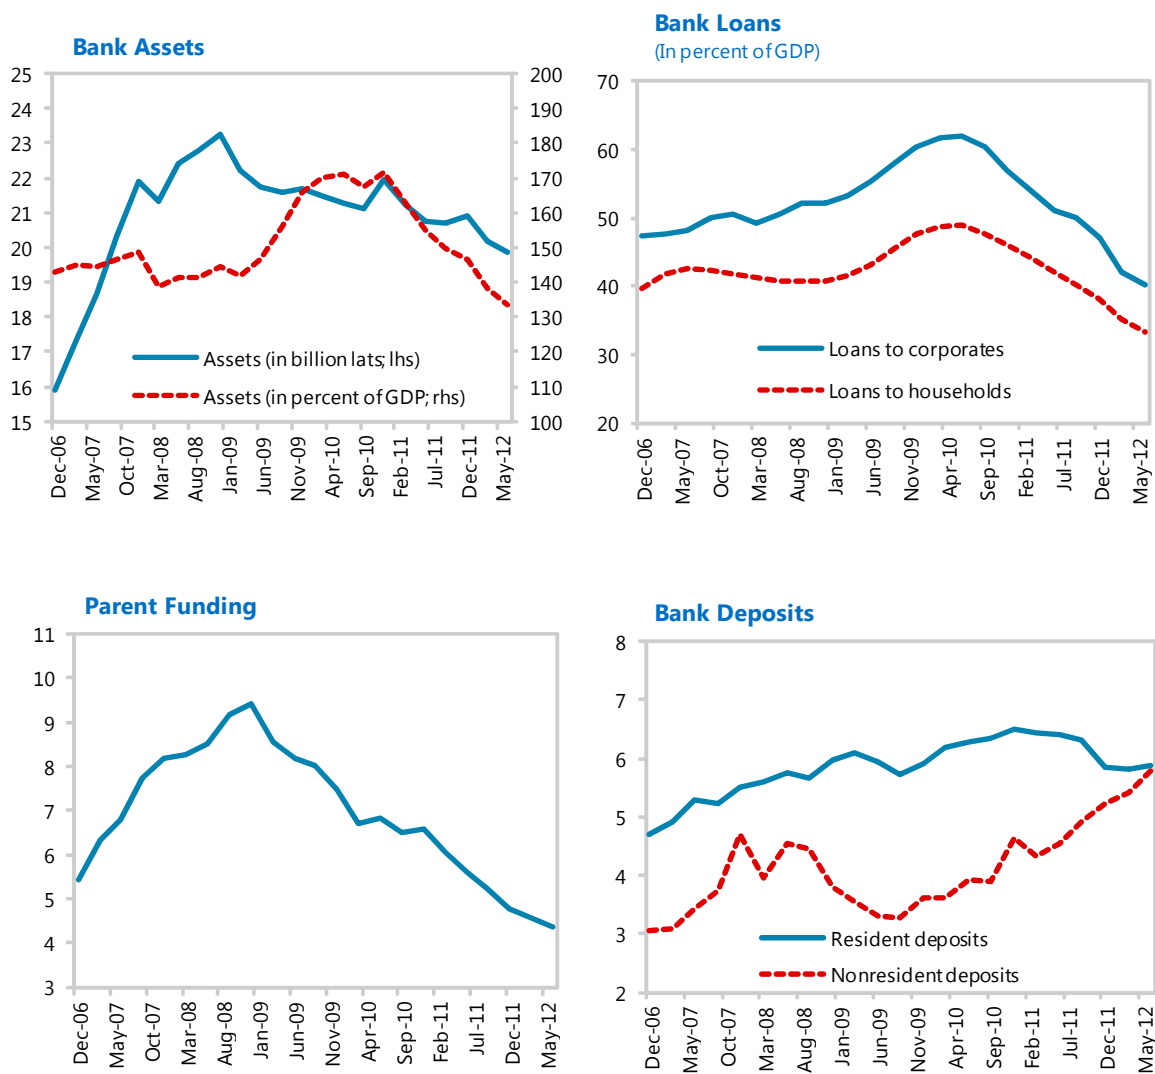 Bank Assets
25
24
23
22
21
20
19
18
17
16
15
200
190
180
170
160
150
140
130
120
110
100
Assets (in billion lats; lhs)
Assets (in percent of GDP; rhs)
Dec-06
May-07
Oct-07
Mar-08
Aug-08
Jan-09
Jun-09
Nov-09
Apr-10
Sep-10
Feb-11
Jul-11
Dec-11
May-12
Bank Loans
(In percent of GDP)
70
60
50
40
30
20
Loans to corporates
Loans to households
Dec-06
May-07
Oct-07
Mar-08
Aug-08
Jan-09
Jun-09
Nov-09
Apr-10
Sep-10
Feb-11
Jul-11
Dec-11
May-12
Parent Funding
11
10
9
8
7
6
5
4
3
Dec-06
May-07
Oct-07
Mar-08
Aug-08
Jan-09
Jun-09
Nov-09
Apr-10
Sep-10
Feb-11
Jul-11
Dec-11
May-12
Bank Deposits
8
7
6
5
4
3
2
Resident deposits
Nonresident deposits
Dec-06
May-07
Oct-07
Mar-08
Aug-08
Jan-09
Jun-09
Nov-09
Apr-10
Sep-10
Feb-11
Jul-11
Dec-11
May-12